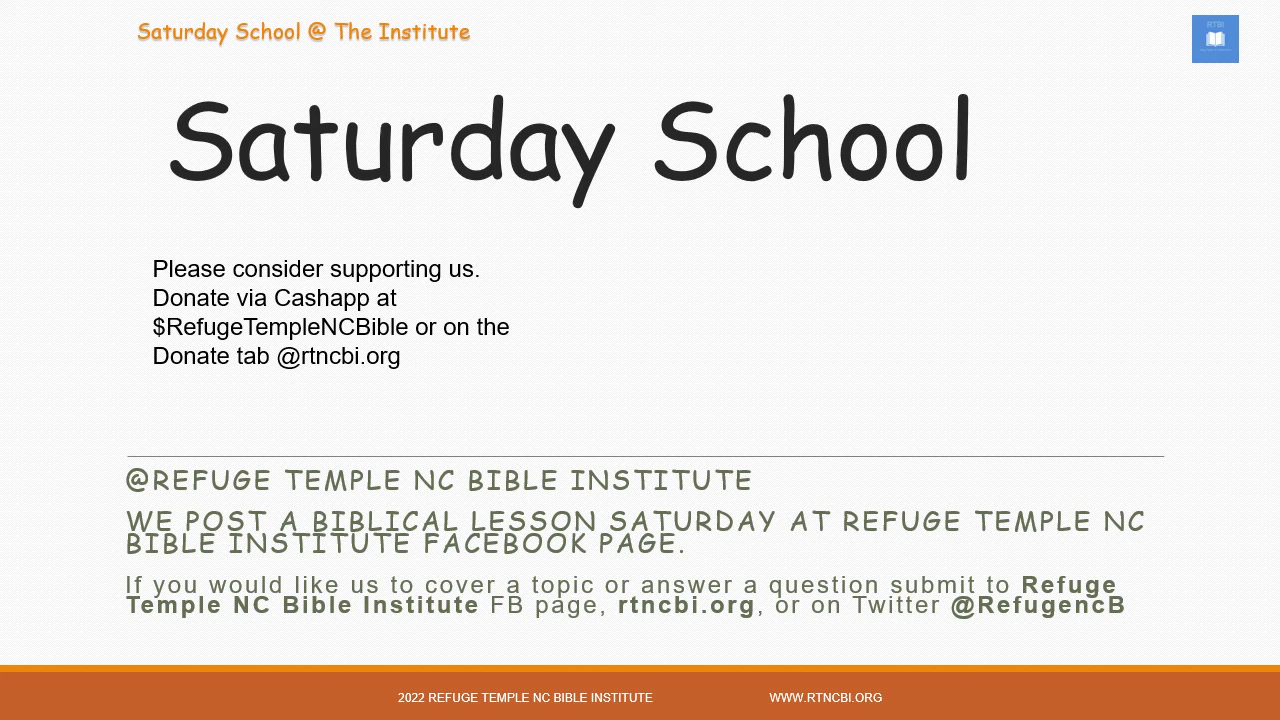 Saturday School @ The Institute
RTBI
Saturday School
Please consider supporting us.
Donate via Cashapp at
$RefugeTempleNCBible or on the
Donate tab @rtncbi.org
@REFUGE TEMPLE NC BIBLE INSTITUTE
WE POST A BIBLICAL LESSON SATURDAY AT REFUGE TEMPLE NC
BIBLE INSTITUTE FACEBOOK PAGE.
If you would like us to cover a topic or answer a question submit to Refuge
Temple NC Bible Institute FB page, rtncbi.org, or on Twitter @RefugencB
2022 REFUGE TEMPLE NC BIBLE INSTITUTE
WWW.RTNCBI.ORG